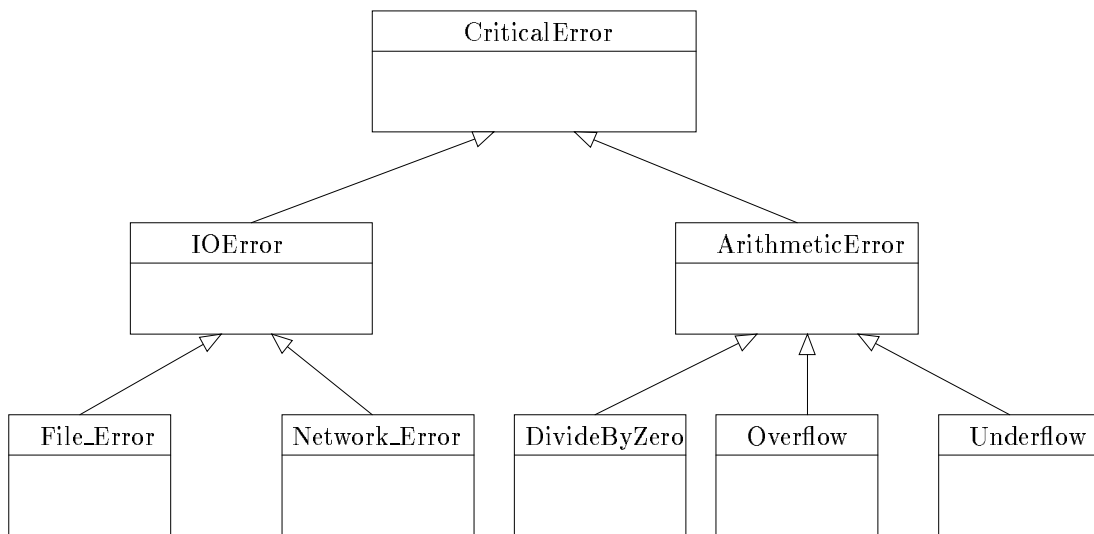 CriticalError
IOError
ArithmeticError
File_Error
Network_Error
DivideByZero
Overflow
Underflow